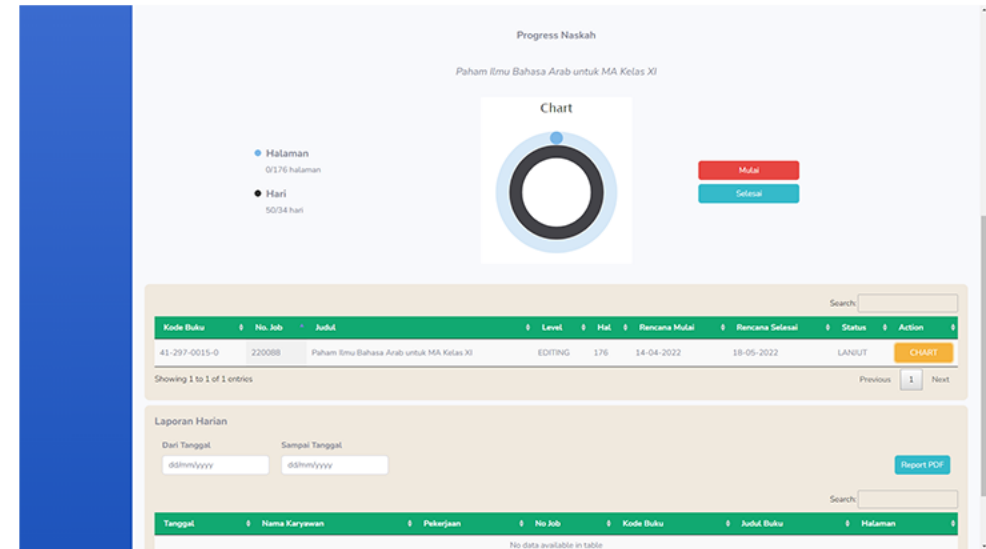 Progress Naskah
Paham Ilmu Bahasa Arab untuk MA Kelas XI
Chart
Halaman
0/176 halaman
Hari
50/34 hari
Mulai
Selesai
Search:
Kode Buku No. Job Judul Level Hal Rencana Mulai Rencana Selesai Status Action
41-297-0015-0 220088 Paham Ilmu Bahasa Arab untuk MA Kelas XI EDITING 176 14-04-2022 18-05-2022 LANJUT CHART
Showing 1 to 1 of 1 entries Previous 1 Next
Laporan Harian
Dari Tanggal Sampai Tanggal
dd/mm/yyyy dd/mm/yyyy Report PDF
Search:
Tanggal Nama Karyawan Pekerjaan No Job Kode Buku Judul Buku Halaman
No data available in table